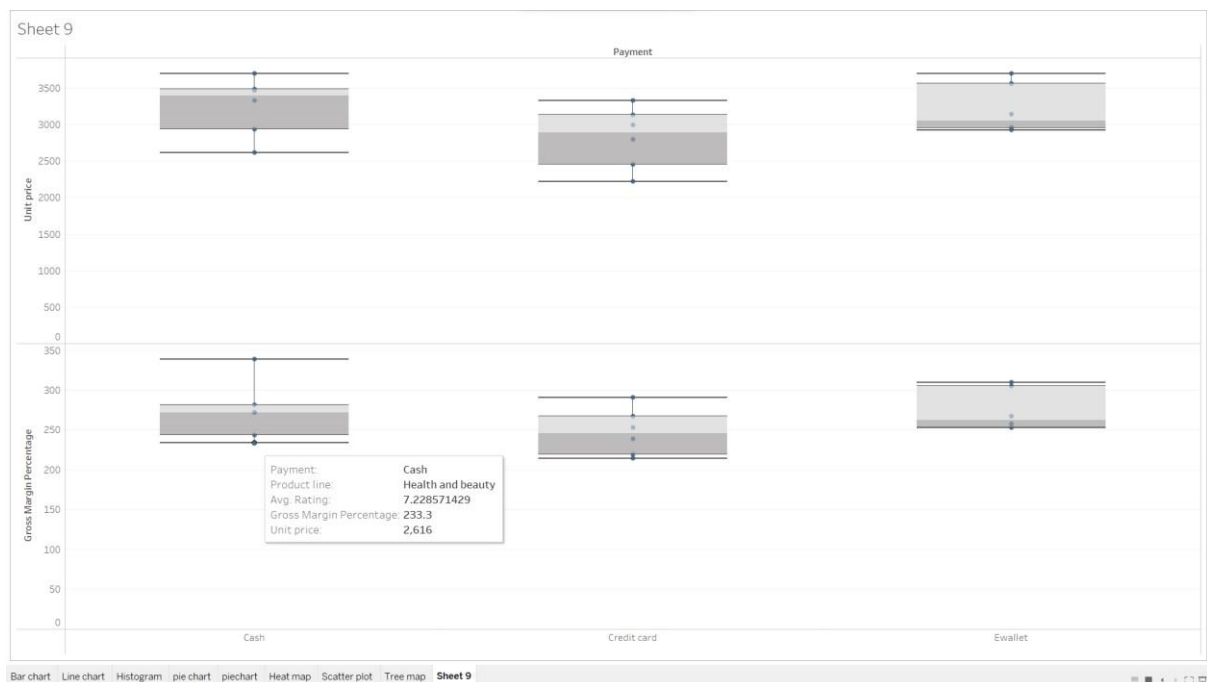 Sheet 9
Payment
3500
3000
2500
2000
1500
1000
500
0
Unit price
350
300
250
200
150
100
50
0
Gross Margin Percentage
Payment: Cash
Product line: Health and beauty
Avg. Rating: 7.228571429
Gross Margin Percentage: 233.3
Unit price: 2,616
Cash Credit card Ewallet
Bar chart Line chart Histogram pie chart piechart Heat map Scatter plot Tree map Sheet 9